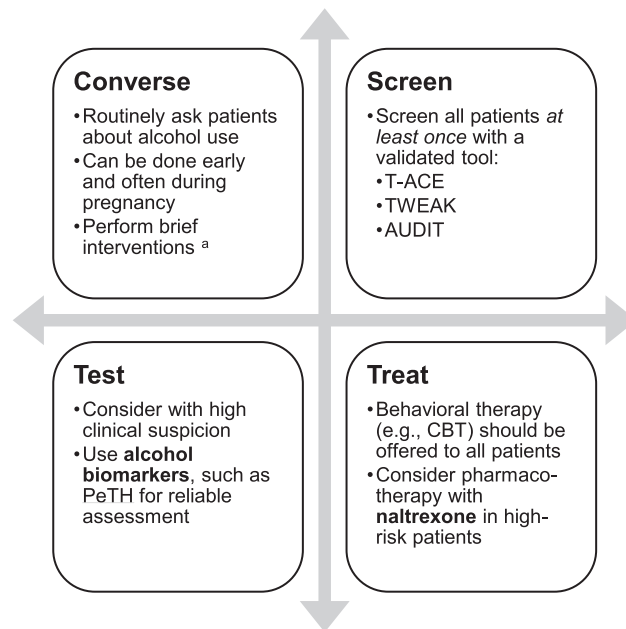 Converse
•Routinely ask patients
about alcohol use
•Can be done early
and often during
pregnancy
•Perform brief
interventions a
Screen
•Screen all patients at
least once with a
validated tool:
•T-ACE
•TWEAK
•AUDIT
Test
•Consider with high
clinical suspicion
•Use alcohol
biomarkers, such as
PeTH for reliable
assessment
Treat
•Behavioral therapy
(e.g., CBT) should be
offered to all patients
•Consider pharmaco-
therapy with
naltrexone in high-
risk patients